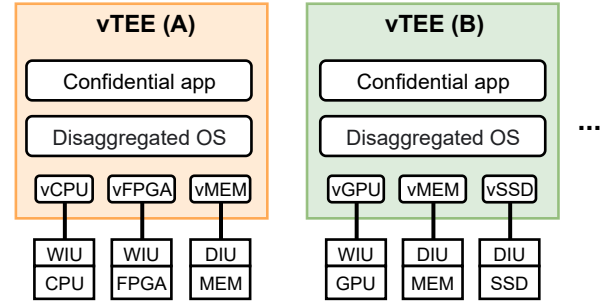 vTEE (A)
Confidential app
Disaggregated OS
vCPU vFPGA vMEM
WIU WIU DIU
CPU FPGA MEM
vTEE (B)
Confidential app
Disaggregated OS
vGPU vMEM vSSD
WIU DIU DIU
GPU MEM SSD
...